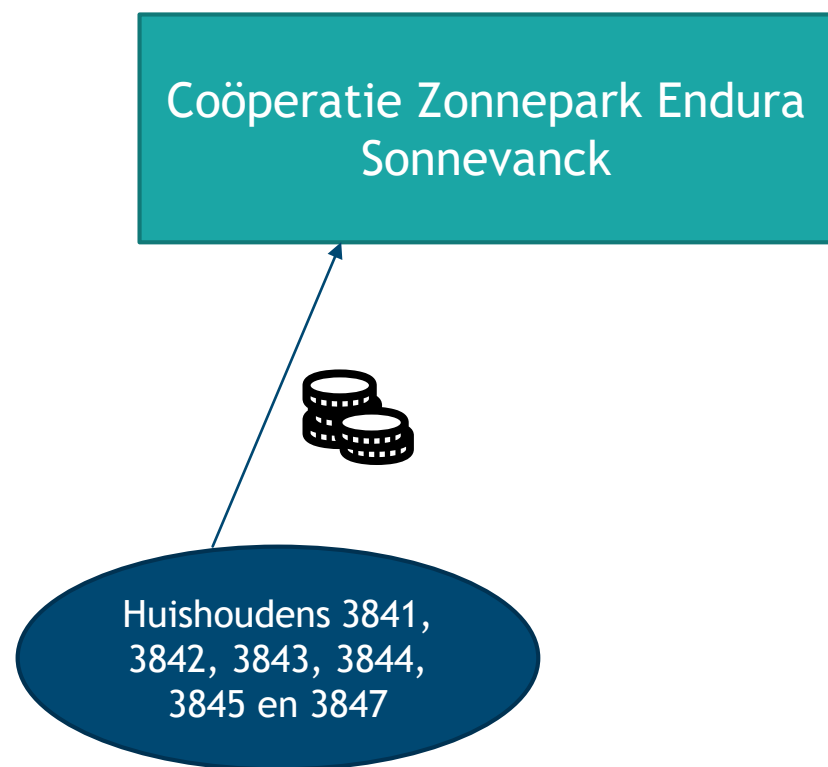 Coöperatie Zonnepark Endura
Sonnevanck
Huishoudens 3841,
3842, 3843, 3844,
3845 en 3847